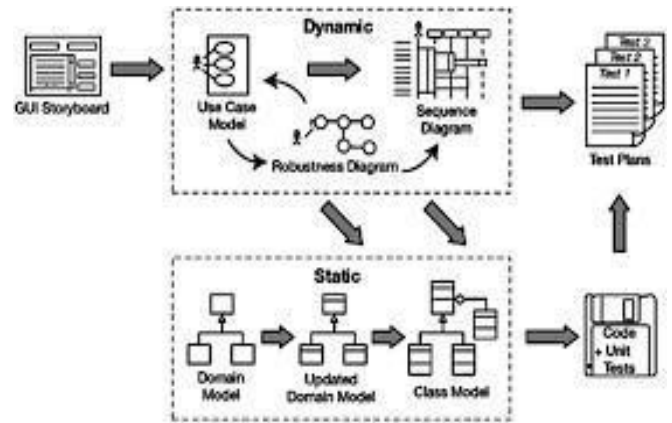 Dynamic
GUI Storyboard
Use Case
Model
Sequence
Diagram
Robustness Diagram
Test 3
Test 2
Test 1
Test Plans
Static
Domain
Model
Updated
Domain Model
Class Model
Code
+ Unit
Tests